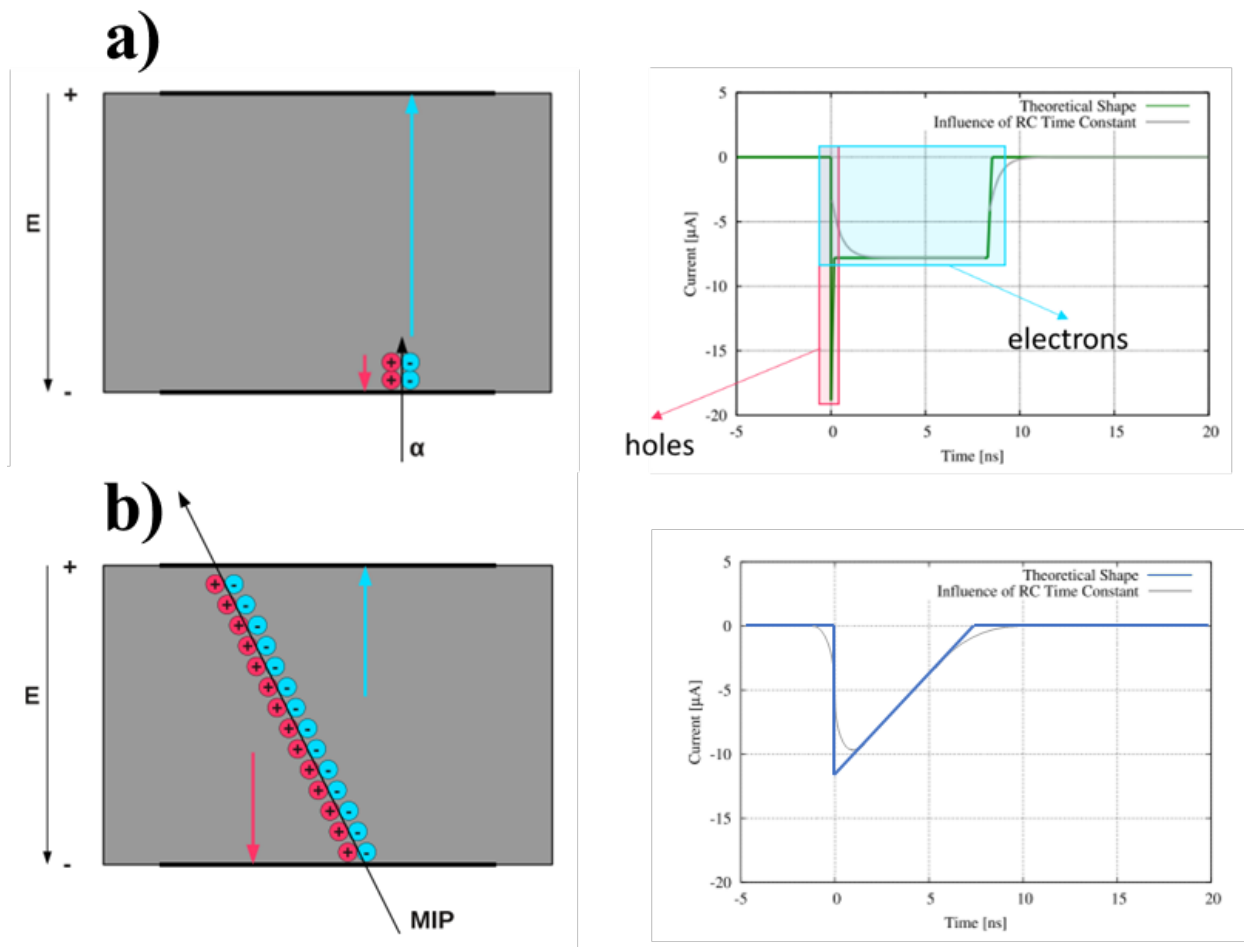 a)
+
E
-
+ -
+ -
α
5
0
-5
-10
-15
-20
Current [μA]
Theoretical Shape
Influence of RC Time Constant
electrons
holes
-5 0 5 10 15 20
Time [ns]
b)
+
E
-
+ -
+ -
+ -
+ -
+ -
+ -
+ -
+ -
+ -
+ -
+ -
+ -
+ -
+ -
MIP
5
0
-5
-10
-15
-20
Current [μA]
Theoretical Shape
Influence of RC Time Constant
-5 0 5 10 15 20
Time [ns]